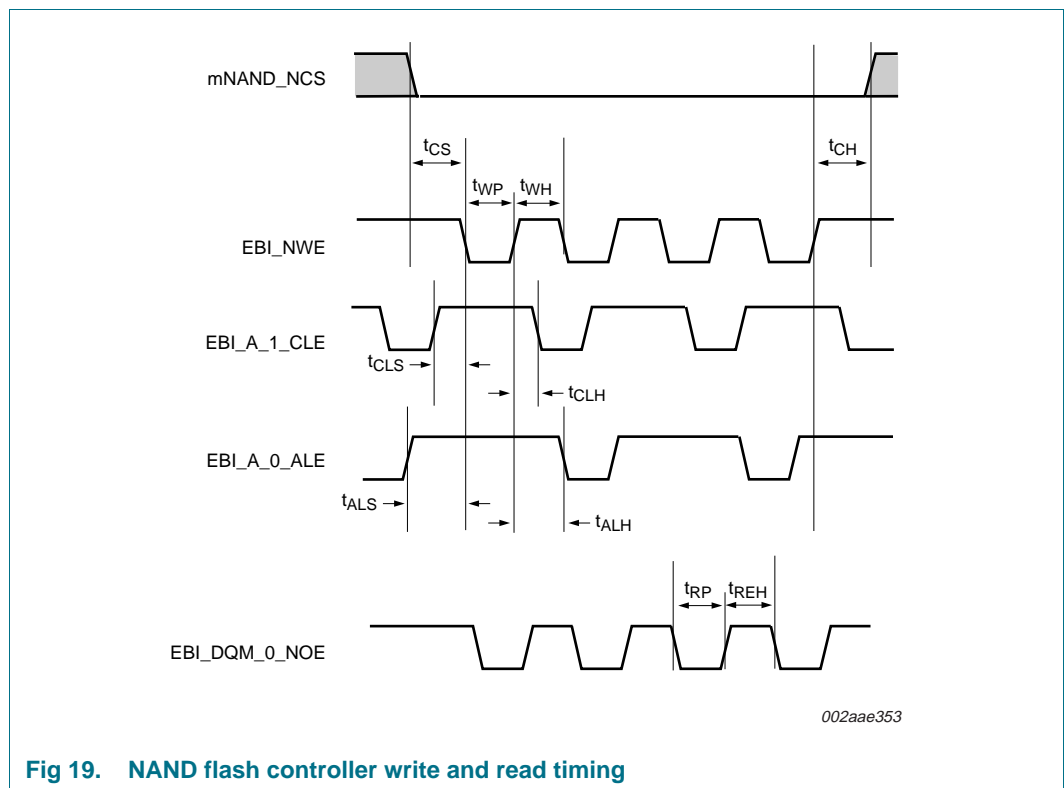 mNAND_NCS
tCS
tCH
tWP
tWH
EBI_NWE
EBI_A_1_CLE
tCLS
tCLH
EBI_A_0_ALE
tALS
tALH
tRP
tREH
EBI_DQM_0_NOE
002aae353
Fig 19. NAND flash controller write and read timing